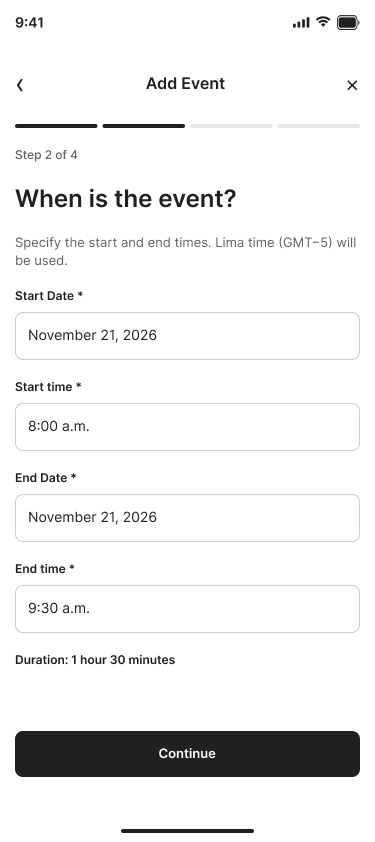 9:41
Add Event
Step 2 of 4
When is the event?
Specify the start and end times. Lima time (GMT−5) will
be used.
Start Date *
November 21, 2026
Start time *
8:00 a.m.
End Date *
November 21, 2026
End time *
9:30 a.m.
Duration: 1 hour 30 minutes
Continue